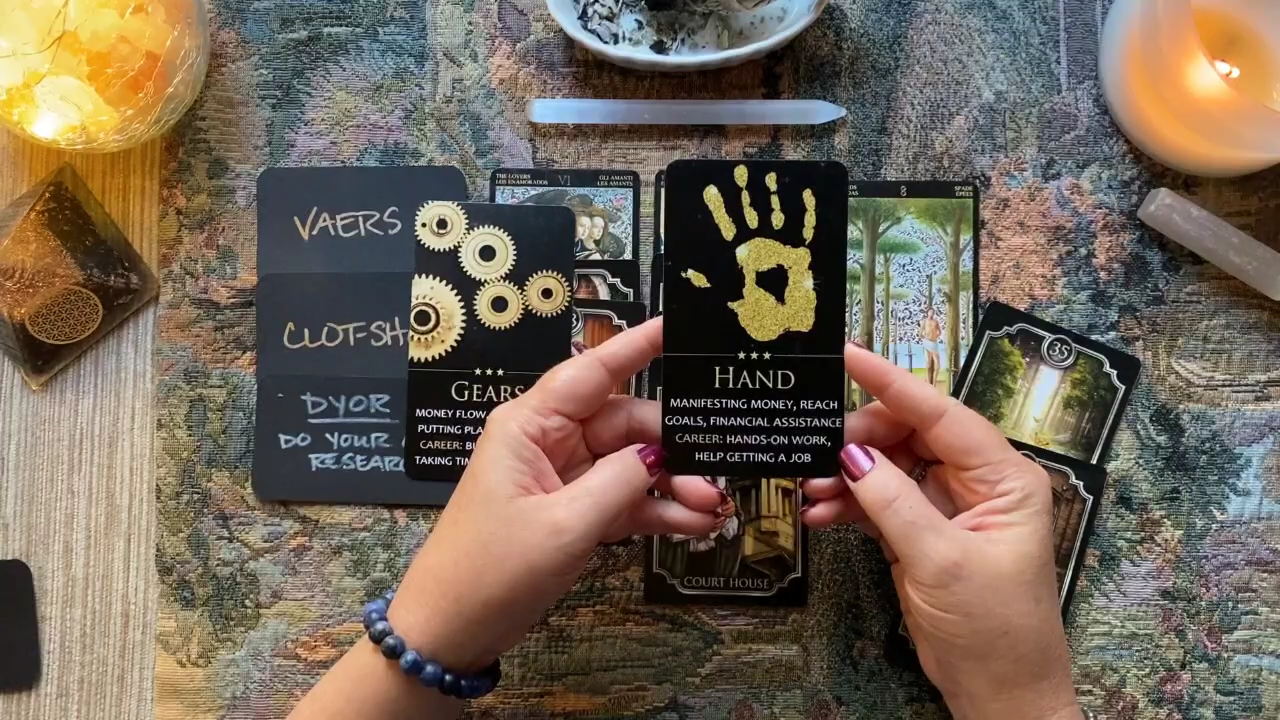 VAERS
CLOT-SH
DYOR
DO YOUR
RESEAR
THE LOVERS VI GLI AMANTI
LOS ENAMORADOS LES AMANTS
GEARS
MONEY FLOW
PUTTING PLA
CAREER: BU
TAKING TIM
HAND
MANIFESTING MONEY, REACH
GOALS, FINANCIAL ASSISTANCE
CAREER: HANDS-ON WORK,
HELP GETTING A JOB
8 SPADE
ÉPÉES
35
COURT HOUSE